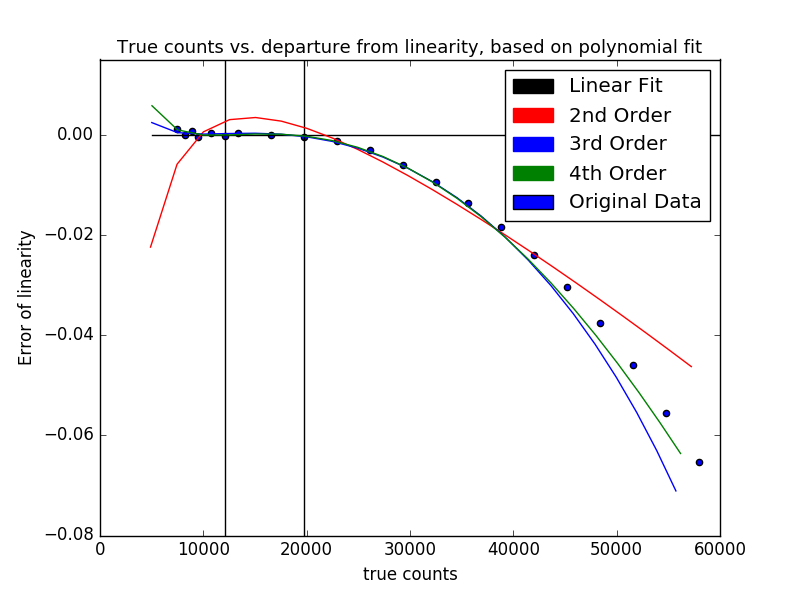 True counts vs. departure from linearity, based on polynomial fit
Linear Fit
2nd Order
3rd Order
4th Order
Original Data
0.00
−0.02
−0.04
−0.06
−0.08
Error of linearity
0 10000 20000 30000 40000 50000 60000
true counts